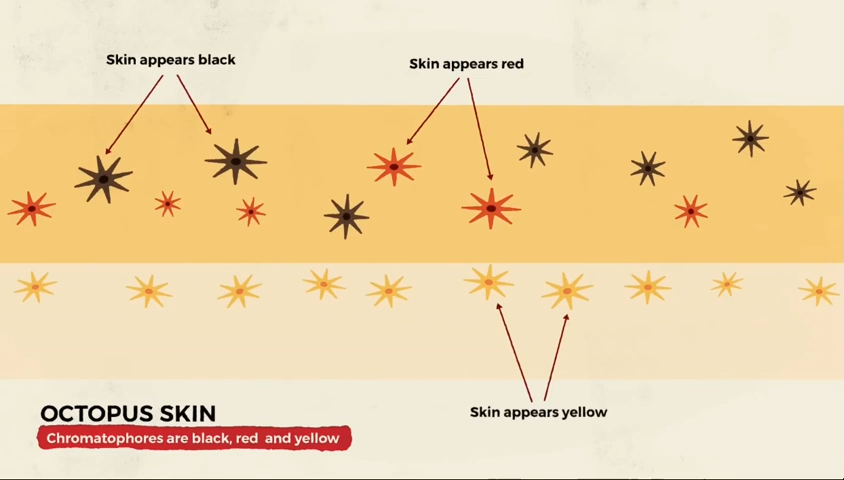 Skin appears black
Skin appears red
Skin appears yellow
OCTOPUS SKIN
Chromatophores are black, red and yellow